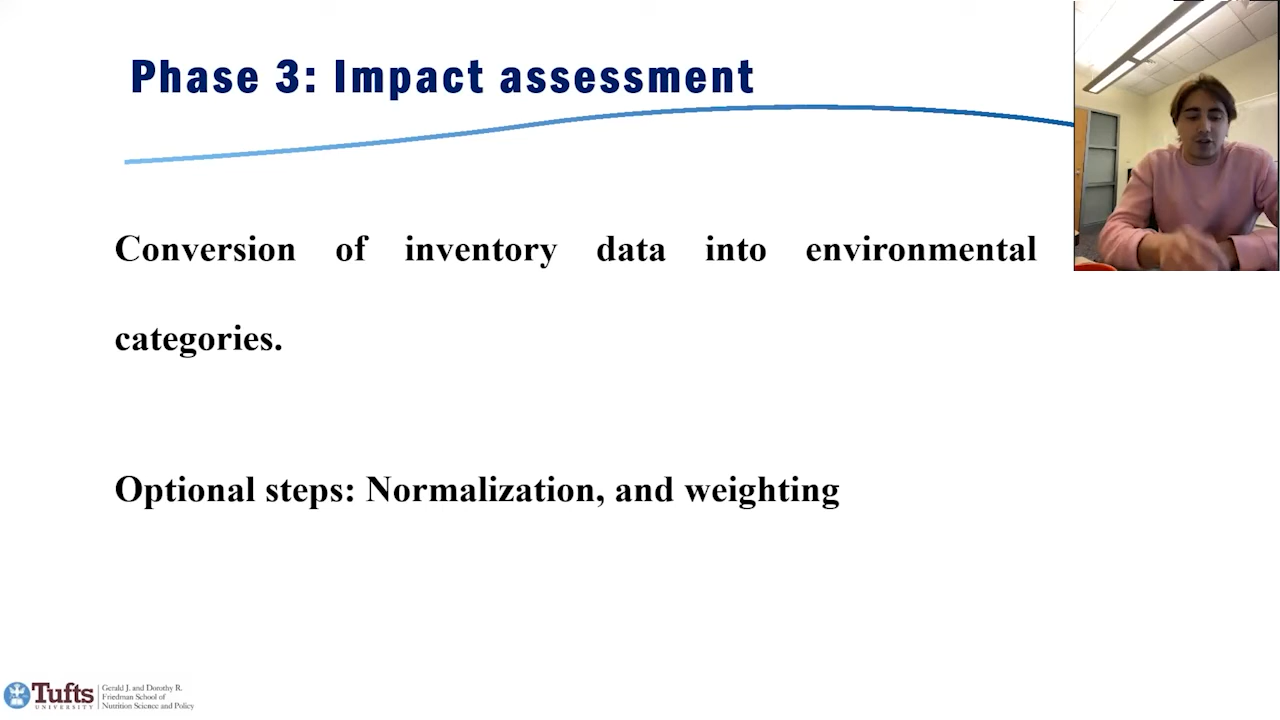 Phase 3: Impact assessment
Conversion of inventory data into environmental
categories.
Optional steps: Normalization, and weighting
Tufts
UNIVERSITY
Gerald J. and Dorothy R.
Friedman School of
Nutrition Science and Policy